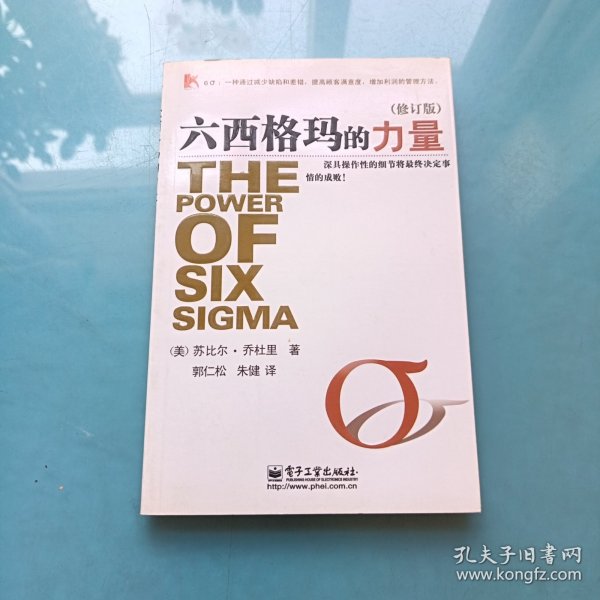 6σ：一种通过减少缺陷和差错，提高顾客满意度，增加利润的管理方法。
（修订版）
六西格玛的力量
深具操作性的细节将最终决定事
情的成败！
THE
POWER
OF
SIX
SIGMA
（美）苏比尔·乔杜里 著
郭仁松 朱健 译
σ
電子工業出版社·
PUBLISHING HOUSE OF ELECTRONICS INDUSTRY
http://www.phei.com.cn
孔夫子旧书网
www.kongfz.com